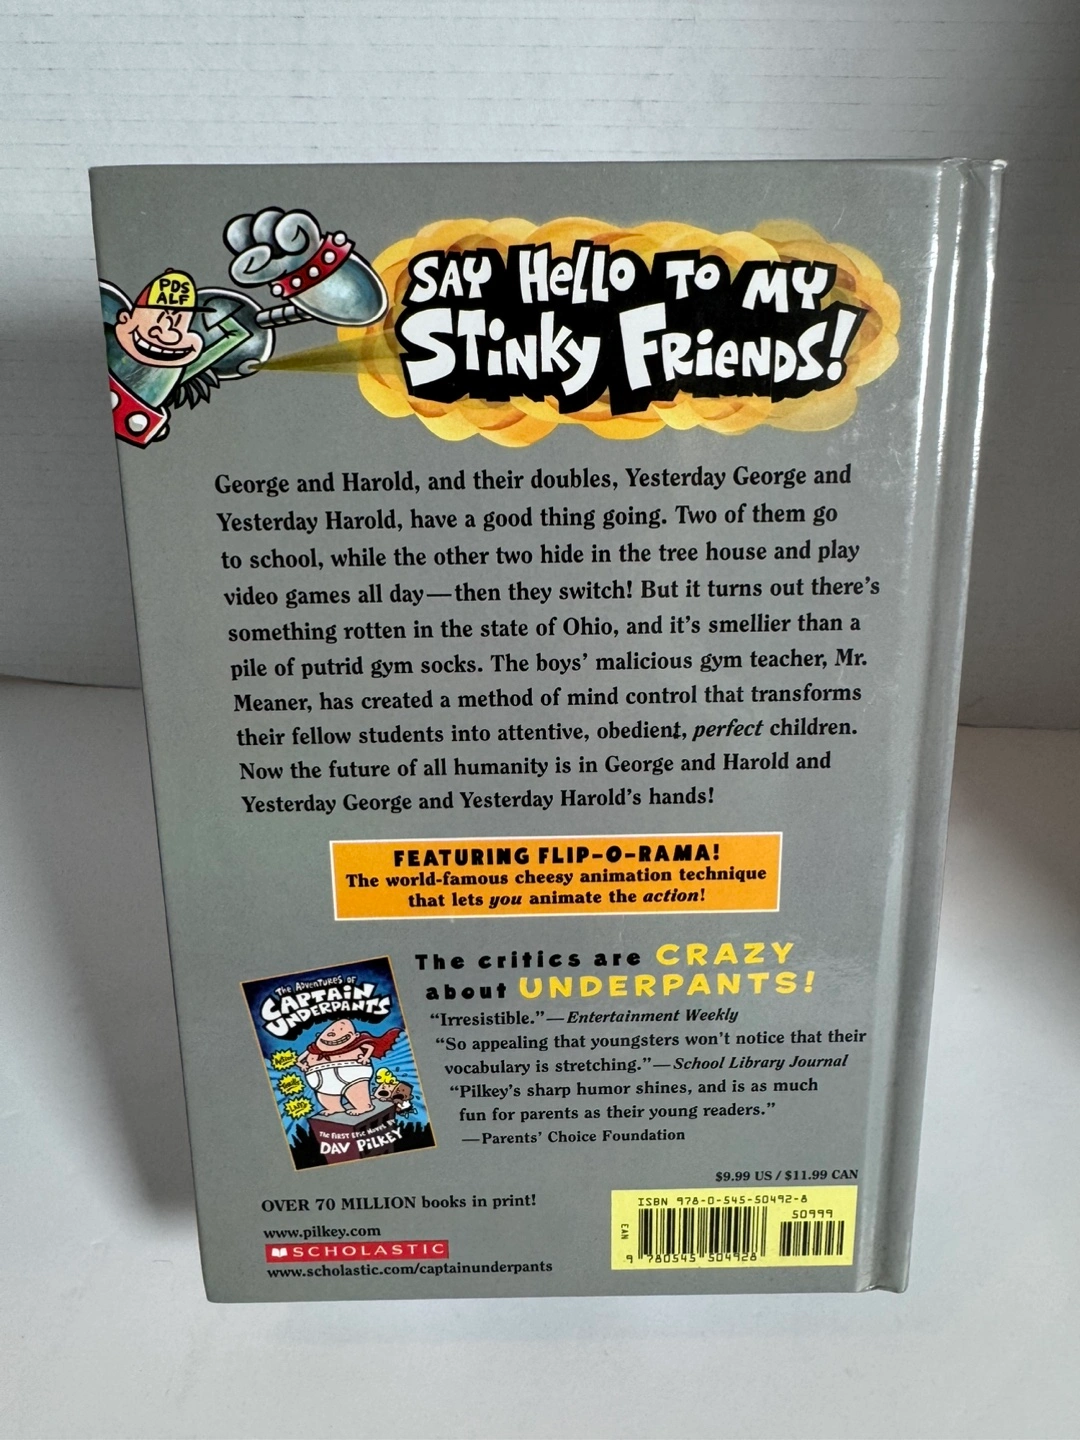 PDS
ALF
SAY HELLO TO MY
STINKY FRIENDS!
George and Harold, and their doubles, Yesterday George and
Yesterday Harold, have a good thing going. Two of them go
to school, while the other two hide in the tree house and play
video games all day—then they switch! But it turns out there's
something rotten in the state of Ohio, and it's smellier than a
pile of putrid gym socks. The boys' malicious gym teacher, Mr.
Meaner, has created a method of mind control that transforms
their fellow students into attentive, obedient, perfect children.
Now the future of all humanity is in George and Harold and
Yesterday George and Yesterday Harold's hands!
FEATURING FLIP-O-RAMA!
The world-famous cheesy animation technique
that lets you animate the action!
The critics are CRAZY
about UNDERPANTS!
"Irresistible."—Entertainment Weekly
"So appealing that youngsters won't notice that their
vocabulary is stretching."—School Library Journal
"Pilkey's sharp humor shines, and is as much
fun for parents as their young readers."
—Parents' Choice Foundation
THE ADVENTURES OF
CAPTAIN
UNDERPANTS
Action
Laffs
THE FIRST EPIC NOVEL BY
DAV PILKEY
$9.99 US / $11.99 CAN
OVER 70 MILLION books in print!
www.pilkey.com
SCHOLASTIC
www.scholastic.com/captainunderpants
ISBN 978-0-545-50492-8
50999
EAN
9 780545 504928